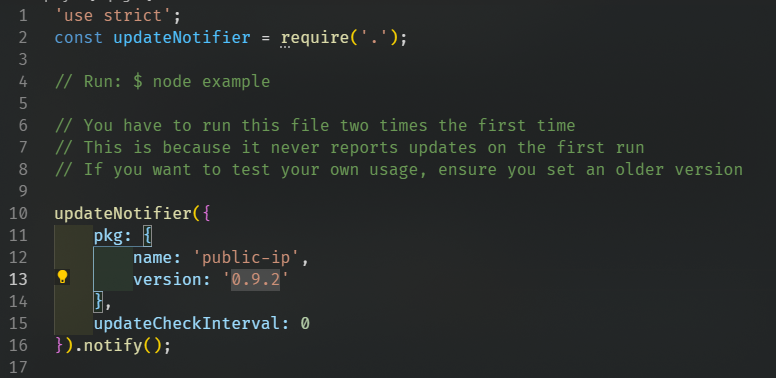 1 'use strict';
2 const updateNotifier = require('.');
3
4 // Run: $ node example
5
6 // You have to run this file two times the first time
7 // This is because it never reports updates on the first run
8 // If you want to test your own usage, ensure you set an older version
9
10 updateNotifier({
11 pkg: {
12 name: 'public-ip',
13 version: '0.9.2'
14 },
15 updateCheckInterval: 0
16 }).notify();
17